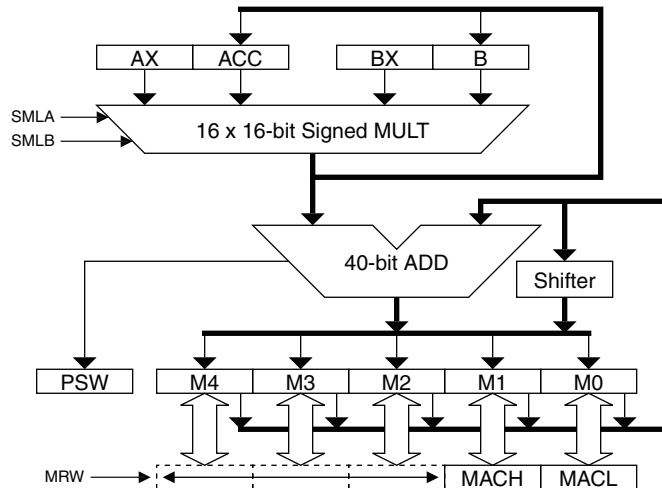 AX ACC BX B
SMLA
16 x 16-bit Signed MULT
SMLB
40-bit ADD
Shifter
PSW M4 M3 M2 M1 M0
MRW MACH MACL